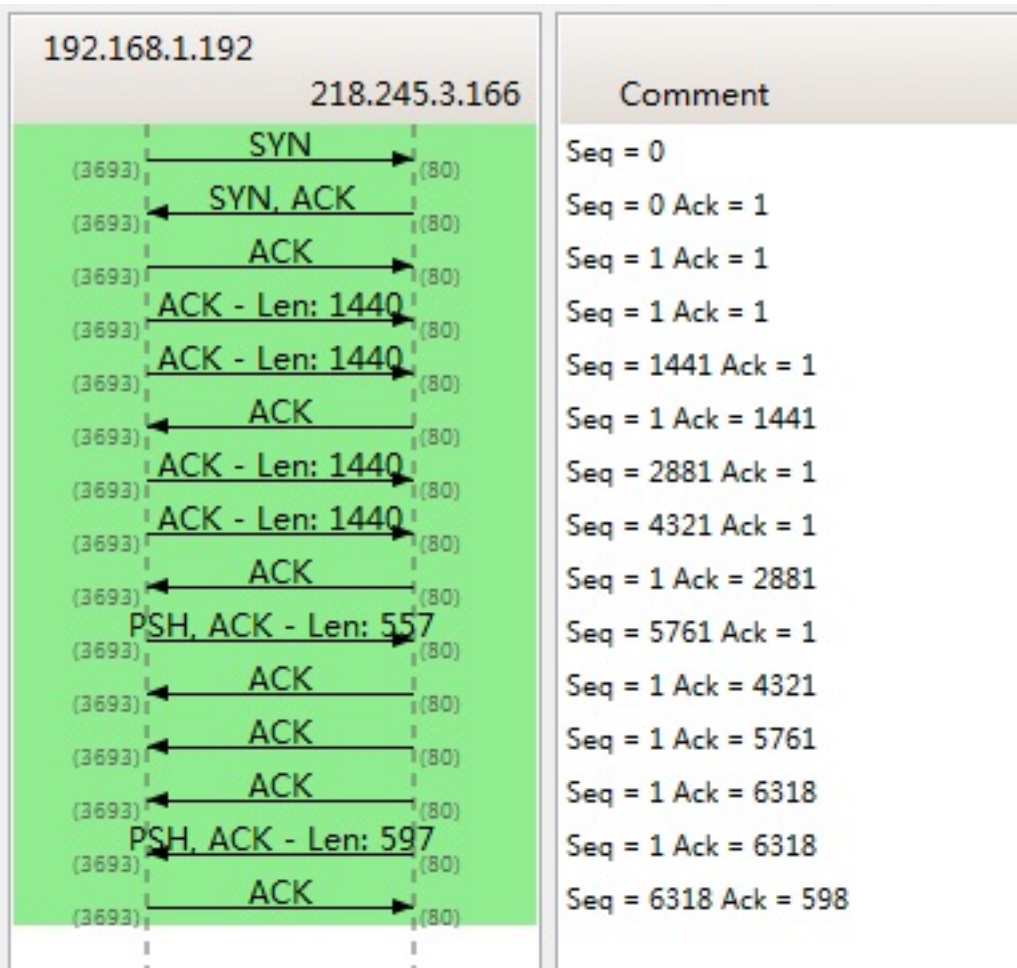 192.168.1.192
218.245.3.166 Comment
SYN Seq = 0
(3693) (80)
SYN, ACK Seq = 0 Ack = 1
(3693) (80)
ACK Seq = 1 Ack = 1
(3693) (80)
ACK - Len: 1440 Seq = 1 Ack = 1
(3693) (80)
ACK - Len: 1440 Seq = 1441 Ack = 1
(3693) (80)
ACK Seq = 1 Ack = 1441
(3693) (80)
ACK - Len: 1440 Seq = 2881 Ack = 1
(3693) (80)
ACK - Len: 1440 Seq = 4321 Ack = 1
(3693) (80)
ACK Seq = 1 Ack = 2881
(3693) (80)
PSH, ACK - Len: 557 Seq = 5761 Ack = 1
(3693) (80)
ACK Seq = 1 Ack = 4321
(3693) (80)
ACK Seq = 1 Ack = 5761
(3693) (80)
ACK Seq = 1 Ack = 6318
(3693) (80)
PSH, ACK - Len: 597 Seq = 1 Ack = 6318
(3693) (80)
ACK Seq = 6318 Ack = 598
(3693) (80)